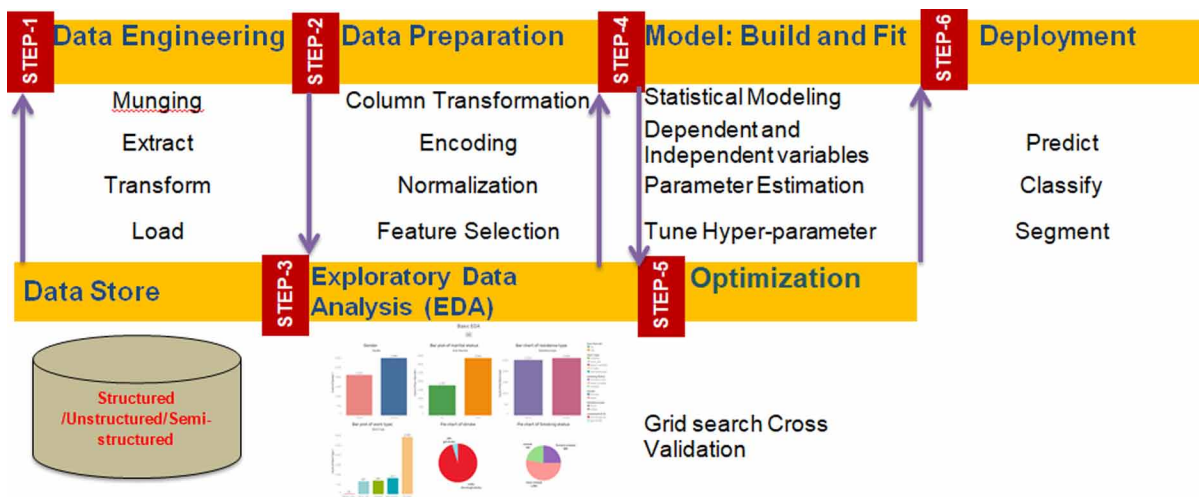 STEP-1
Data Engineering
Munging
Extract
Transform
Load
STEP-2
Data Preparation
Column Transformation
Encoding
Normalization
Feature Selection
STEP-4
Model: Build and Fit
Statistical Modeling
Dependent and
Independent variables
Parameter Estimation
Tune Hyper-parameter
STEP-6
Deployment
Predict
Classify
Segment
Data Store
Structured
/Unstructured/Semi-
structured
STEP-3
Exploratory Data
Analysis (EDA)
Basic EDA
Gender
Bar plot of marital status
Bar chart of residence type
Bar plot of work type
Pie chart of stroke
Pie chart of Smoking status
STEP-5
Optimization
Grid search Cross
Validation